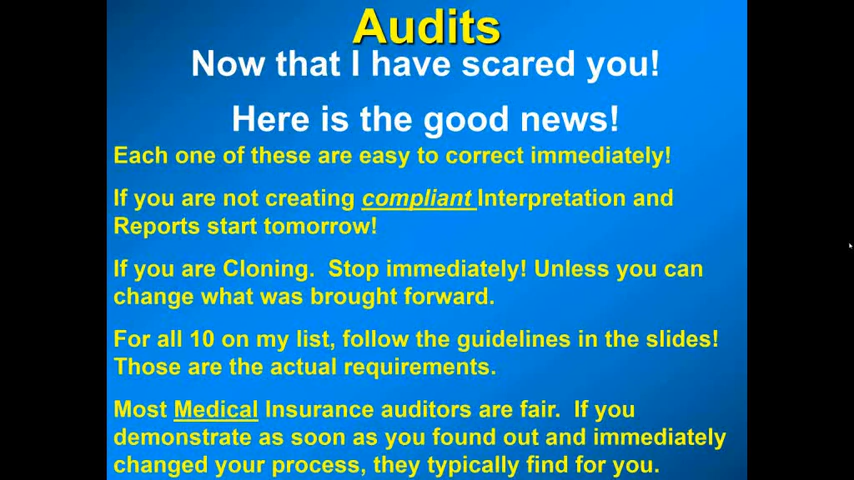 Audits
Now that I have scared you!
Here is the good news!
Each one of these are easy to correct immediately!
If you are not creating compliant Interpretation and
Reports start tomorrow!
If you are Cloning.  Stop immediately! Unless you can
change what was brought forward.
For all 10 on my list, follow the guidelines in the slides!
Those are the actual requirements.
Most Medical Insurance auditors are fair.  If you
demonstrate as soon as you found out and immediately
changed your process, they typically find for you.